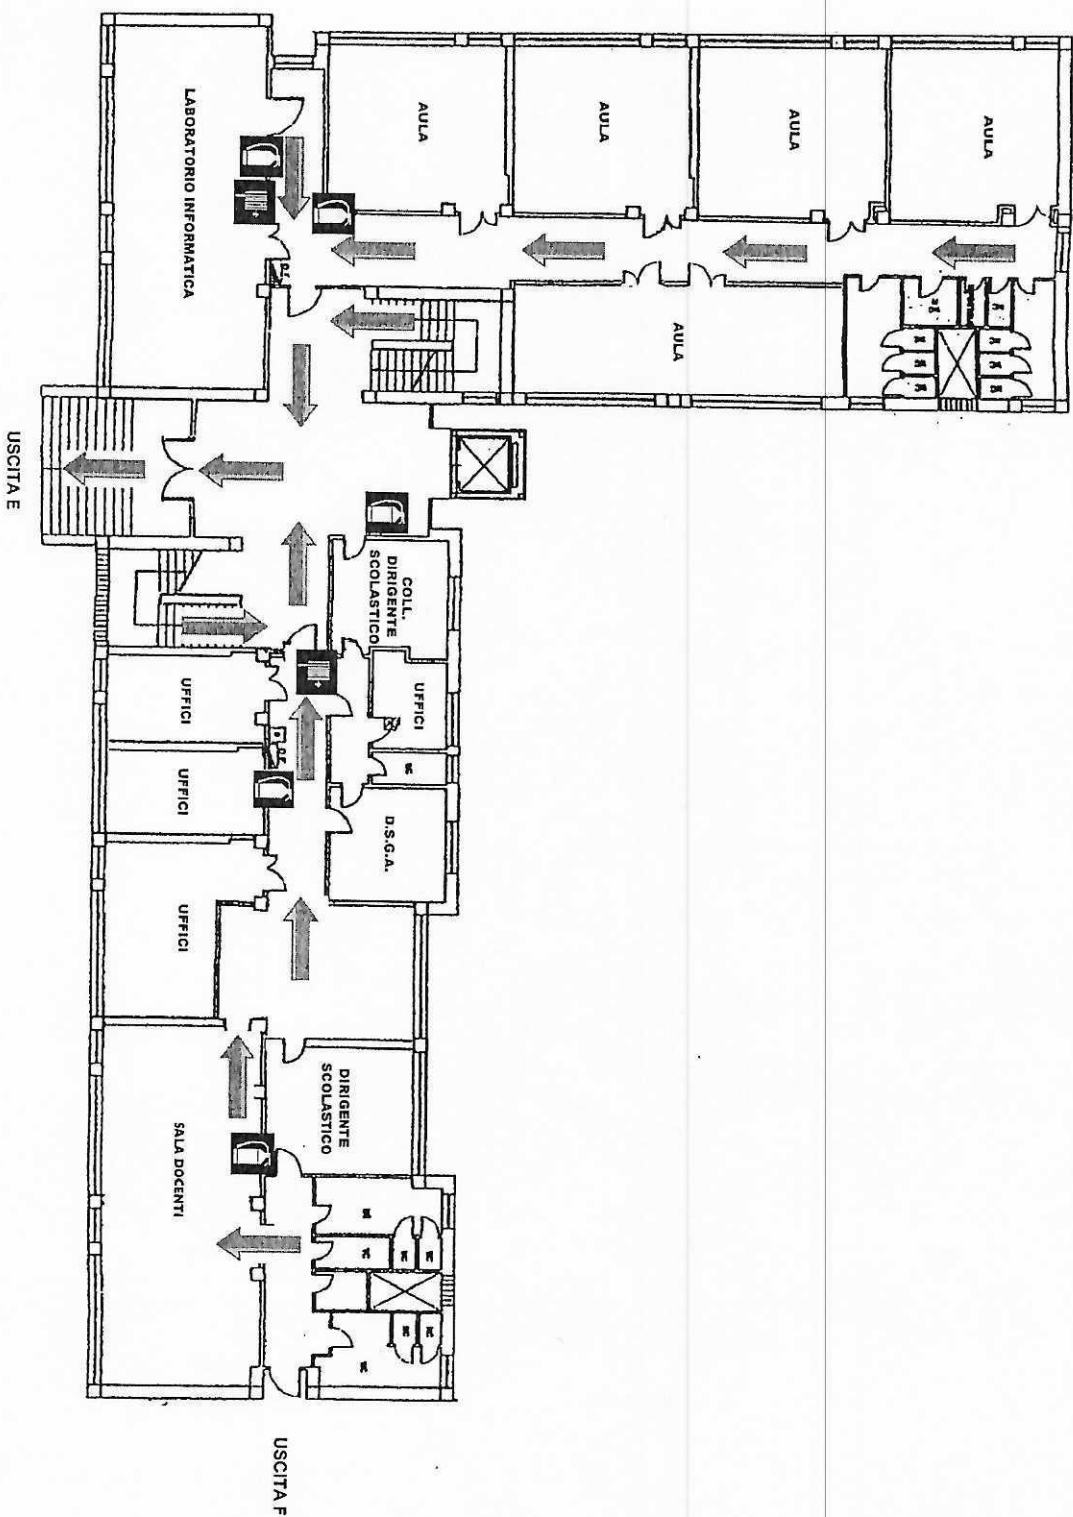 LABORATORIO INFORMATICA
AULA
AULA
AULA
AULA
AULA
USCITA E
COLL.
DIRIGENTE
SCOLASTICO
UFFICI
UFFICI
UFFICI
D.S.G.A.
UFFICI
DIRIGENTE
SCOLASTICO
SALA DOCENTI
USCITA F